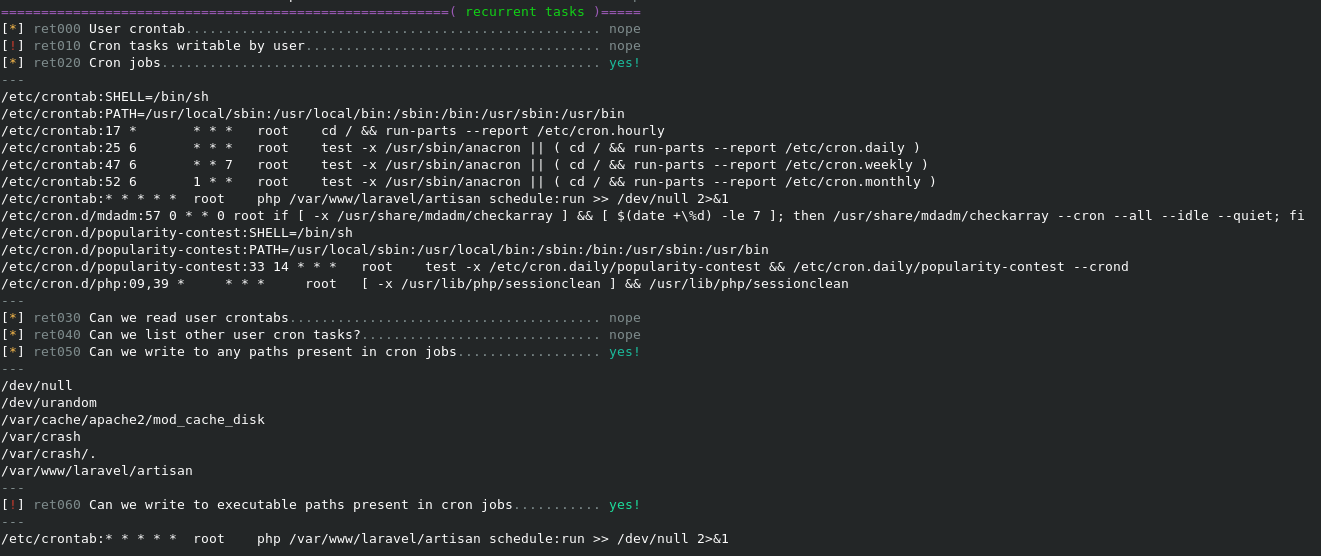 =======================================================( recurrent tasks )=====
[*] ret000 User crontab.................................................... nope
[!] ret010 Cron tasks writable by user..................................... nope
[*] ret020 Cron jobs....................................................... yes!
---
/etc/crontab:SHELL=/bin/sh
/etc/crontab:PATH=/usr/local/sbin:/usr/local/bin:/sbin:/bin:/usr/sbin:/usr/bin
/etc/crontab:17 *       * * *   root    cd / && run-parts --report /etc/cron.hourly
/etc/crontab:25 6       * * *   root    test -x /usr/sbin/anacron || ( cd / && run-parts --report /etc/cron.daily )
/etc/crontab:47 6       * * 7   root    test -x /usr/sbin/anacron || ( cd / && run-parts --report /etc/cron.weekly )
/etc/crontab:52 6       1 * *   root    test -x /usr/sbin/anacron || ( cd / && run-parts --report /etc/cron.monthly )
/etc/crontab:* * * * *  root    php /var/www/laravel/artisan schedule:run >> /dev/null 2>&1
/etc/cron.d/mdadm:57 0 * * 0 root if [ -x /usr/share/mdadm/checkarray ] && [ $(date +\%d) -le 7 ]; then /usr/share/mdadm/checkarray --cron --all --idle --quiet; fi
/etc/cron.d/popularity-contest:SHELL=/bin/sh
/etc/cron.d/popularity-contest:PATH=/usr/local/sbin:/usr/local/bin:/sbin:/bin:/usr/sbin:/usr/bin
/etc/cron.d/popularity-contest:33 14 * * *   root    test -x /etc/cron.daily/popularity-contest && /etc/cron.daily/popularity-contest --crond
/etc/cron.d/php:09,39 *     * * *     root   [ -x /usr/lib/php/sessionclean ] && /usr/lib/php/sessionclean
---
[*] ret030 Can we read user crontabs....................................... nope
[*] ret040 Can we list other user cron tasks?.............................. nope
[*] ret050 Can we write to any paths present in cron jobs.................. yes!
---
/dev/null
/dev/urandom
/var/cache/apache2/mod_cache_disk
/var/crash
/var/crash/.
/var/www/laravel/artisan
---
[!] ret060 Can we write to executable paths present in cron jobs........... yes!
---
/etc/crontab:* * * * *  root    php /var/www/laravel/artisan schedule:run >> /dev/null 2>&1